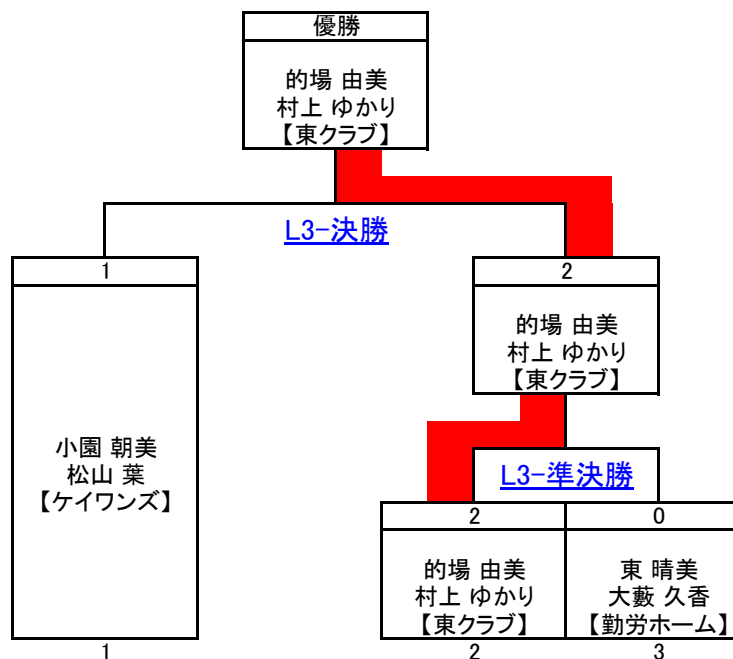 優勝
的場 由美
村上 ゆかり
【東クラブ】
L3-決勝
1
2
的場 由美
村上 ゆかり
【東クラブ】
小園 朝美
松山 葉
【ケイワンズ】
L3-準決勝
2
0
的場 由美
村上 ゆかり
【東クラブ】
東 晴美
大藪 久香
【勤労ホーム】
1
2
3